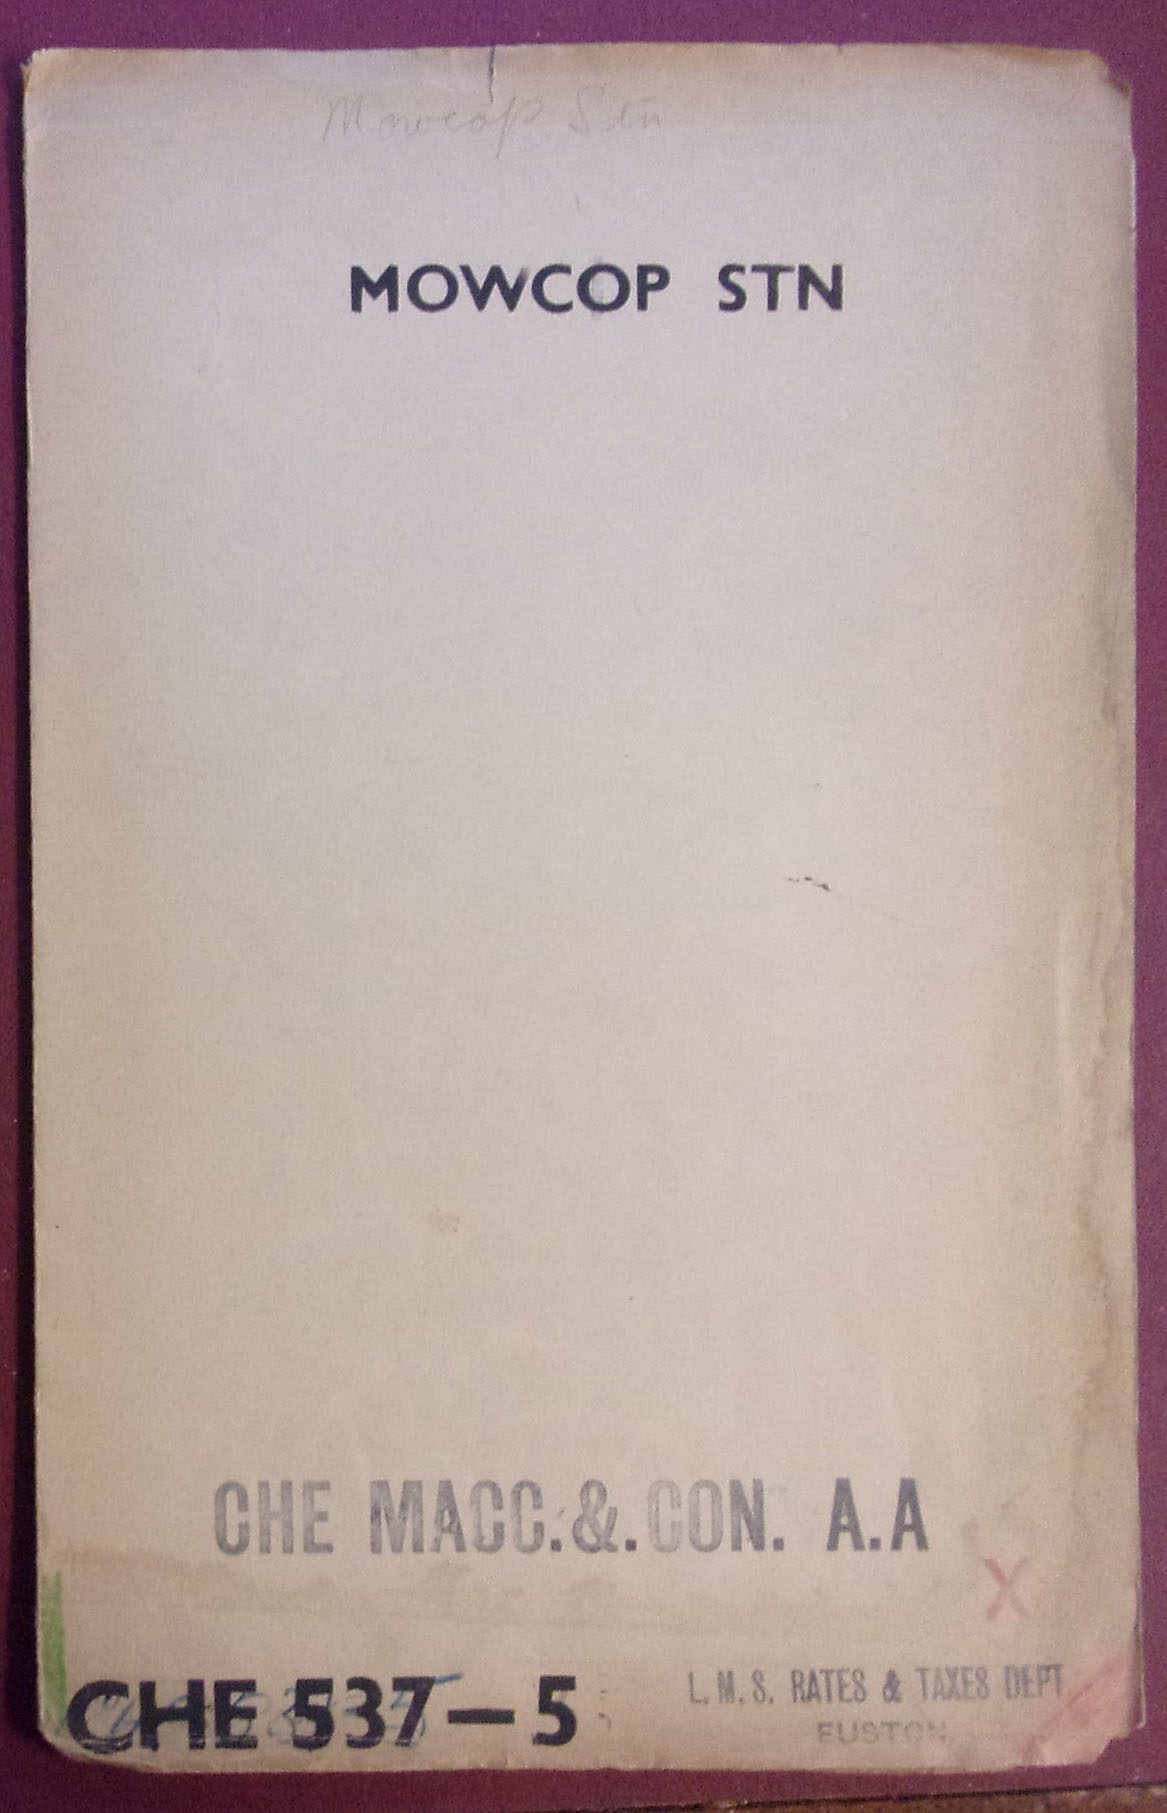 Mowcop Stn
MOWCOP STN
CHE MACC.&.CON. A.A
X
CHE 537–5
L.M.S. RATES & TAXES DEPT
EUSTON.